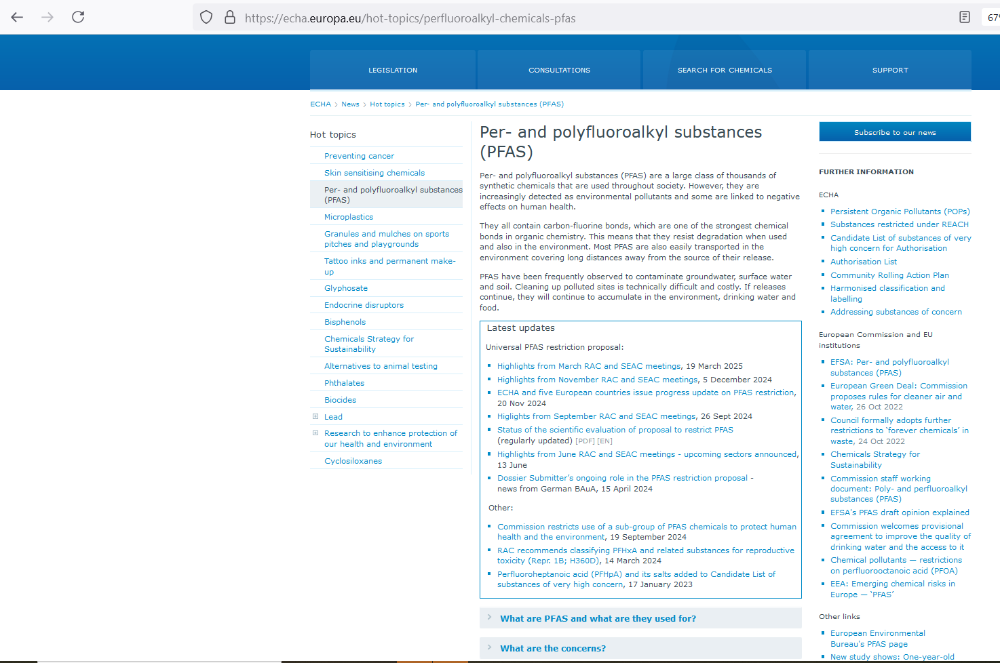 https://echa.europa.eu/hot-topics/perfluoroalkyl-chemicals-pfas
67%
LEGISLATION
CONSULTATIONS
SEARCH FOR CHEMICALS
SUPPORT
ECHA > News > Hot topics > Per- and polyfluoroalkyl substances (PFAS)
Hot topics
Preventing cancer
Skin sensitising chemicals
Per- and polyfluoroalkyl substances
(PFAS)
Microplastics
Granules and mulches on sports
pitches and playgrounds
Tattoo inks and permanent make-
up
Glyphosate
Endocrine disruptors
Bisphenols
Chemicals Strategy for
Sustainability
Alternatives to animal testing
Phthalates
Biocides
Lead
Research to enhance protection of
our health and environment
Cyclosiloxanes
Per- and polyfluoroalkyl substances
(PFAS)
Per- and polyfluoroalkyl substances (PFAS) are a large class of thousands of
synthetic chemicals that are used throughout society. However, they are
increasingly detected as environmental pollutants and some are linked to negative
effects on human health.
They all contain carbon-fluorine bonds, which are one of the strongest chemical
bonds in organic chemistry. This means that they resist degradation when used
and also in the environment. Most PFAS are also easily transported in the
environment covering long distances away from the source of their release.
PFAS have been frequently observed to contaminate groundwater, surface water
and soil. Cleaning up polluted sites is technically difficult and costly. If releases
continue, they will continue to accumulate in the environment, drinking water and
food.
Latest updates
Universal PFAS restriction proposal:
Highlights from March RAC and SEAC meetings, 19 March 2025
Highlights from November RAC and SEAC meetings, 5 December 2024
ECHA and five European countries issue progress update on PFAS restriction,
20 Nov 2024
Higlights from September RAC and SEAC meetings, 26 Sept 2024
Status of the scientific evaluation of proposal to restrict PFAS
(regularly updated) [PDF] [EN]
Highlights from June RAC and SEAC meetings - upcoming sectors announced,
13 June
Dossier Submitter’s ongoing role in the PFAS restriction proposal -
news from German BAuA, 15 April 2024
Other:
Commission restricts use of a sub-group of PFAS chemicals to protect human
health and the environment, 19 September 2024
RAC recommends classifying PFHxA and related substances for reproductive
toxicity (Repr. 1B; H360D), 14 March 2024
Perfluoroheptanoic acid (PFHpA) and its salts added to Candidate List of
substances of very high concern, 17 January 2023
What are PFAS and what are they used for?
What are the concerns?
Subscribe to our news
FURTHER INFORMATION
ECHA
Persistent Organic Pollutants (POPs)
Substances restricted under REACH
Candidate List of substances of very
high concern for Authorisation
Authorisation List
Community Rolling Action Plan
Harmonised classification and
labelling
Addressing substances of concern
European Commission and EU
institutions
EFSA: Per- and polyfluoroalkyl
substances (PFAS)
European Green Deal: Commission
proposes rules for cleaner air and
water, 26 Oct 2022
Council formally adopts further
restrictions to ‘forever chemicals’ in
waste, 24 Oct 2022
Chemicals Strategy for
Sustainability
Commission staff working
document: Poly- and perfluoroalkyl
substances (PFAS)
EFSA's PFAS draft opinion explained
Commission welcomes provisional
agreement to improve the quality of
drinking water and the access to it
Chemical pollutants — restrictions
on perfluorooctanoic acid (PFOA)
EEA: Emerging chemical risks in
Europe — ‘PFAS’
Other links
European Environmental
Bureau's PFAS page
New study shows: One-year-old